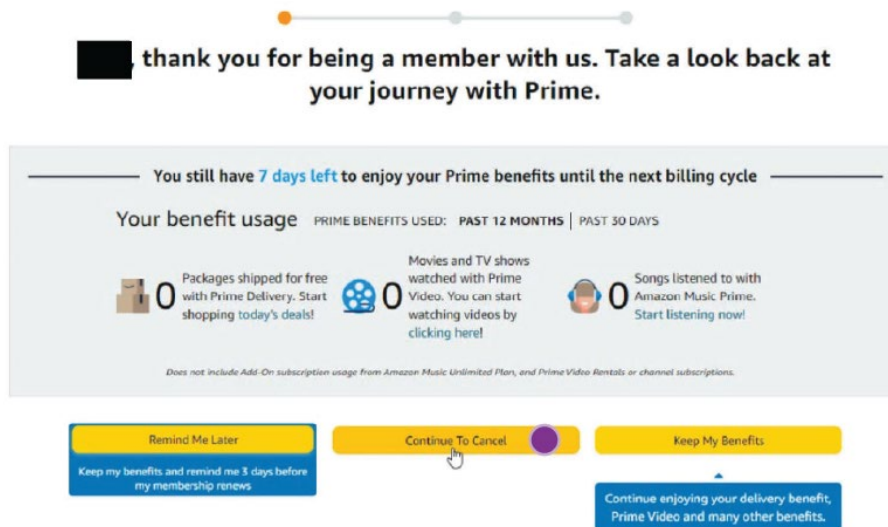 , thank you for being a member with us. Take a look back at
your journey with Prime.
You still have 7 days left to enjoy your Prime benefits until the next billing cycle
Your benefit usage PRIME BENEFITS USED: PAST 12 MONTHS | PAST 30 DAYS
0
Packages shipped for free
with Prime Delivery. Start
shopping today's deals!
0
Movies and TV shows
watched with Prime
Video. You can start
watching videos by
clicking here!
0
Songs listened to with
Amazon Music Prime.
Start listening now!
Does not include Add-On subscription usage from Amazon Music Unlimited Plan, and Prime Video Rentals or channel subscriptions.
Remind Me Later
Keep my benefits and remind me 3 days before
my membership renews
Continue To Cancel
Keep My Benefits
Continue enjoying your delivery benefit,
Prime Video and many other benefits.